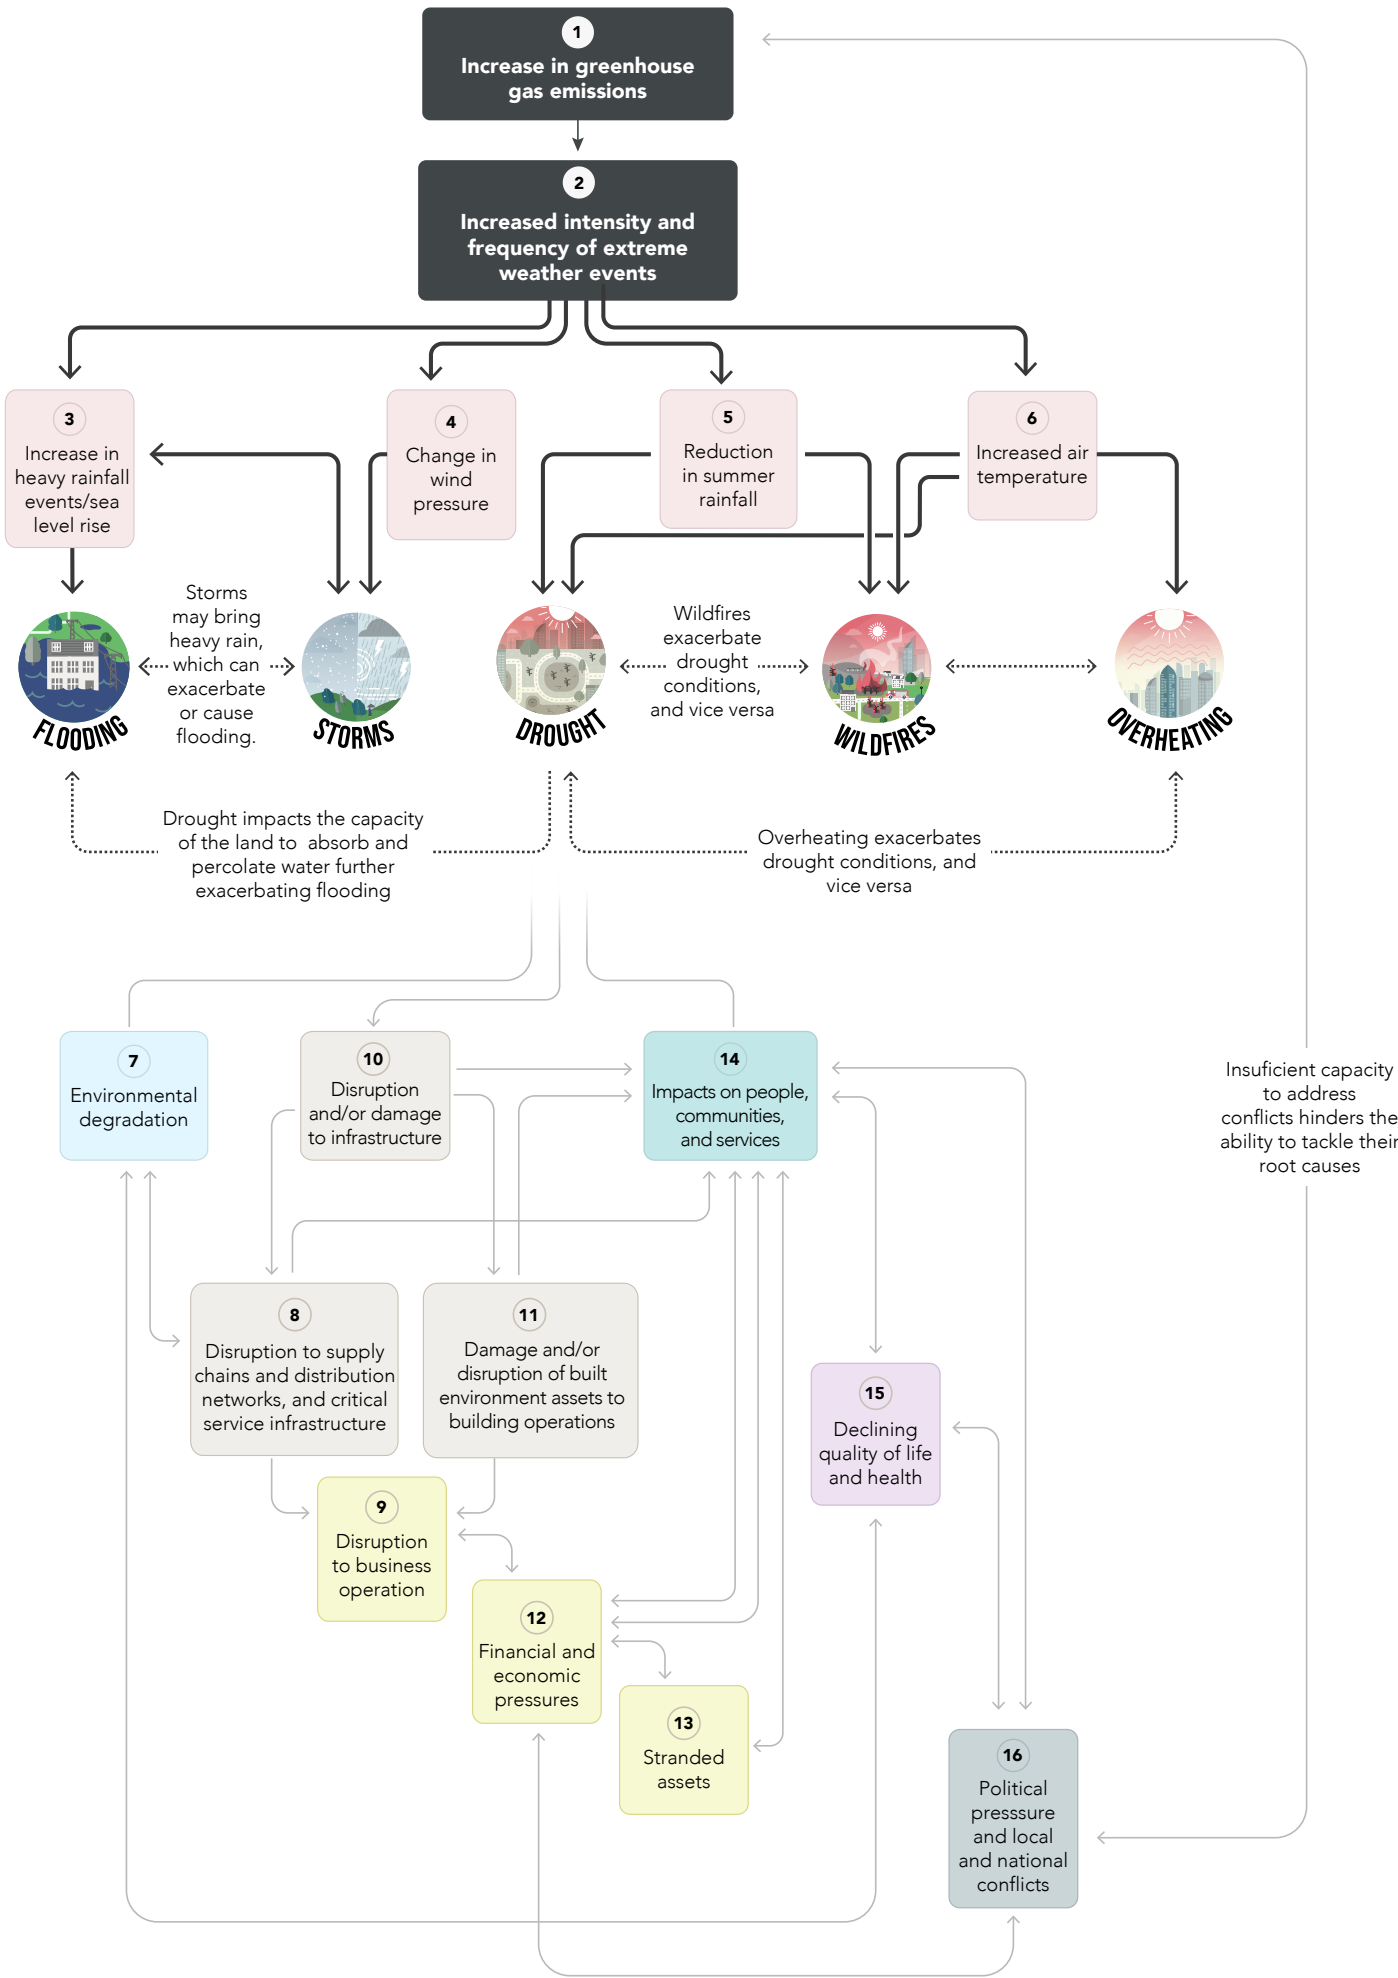 1
Increase in greenhouse
gas emissions
2
Increased intensity and
frequency of extreme
weather events
3
Increase in
heavy rainfall
events/sea
level rise
4
Change in
wind
pressure
5
Reduction
in summer
rainfall
6
Increased air
temperature
FLOODING
Storms
may bring
heavy rain,
which can
exacerbate
or cause
flooding.
STORMS
DROUGHT
Wildfires
exacerbate
drought
conditions,
and vice versa
WILDFIRES
OVERHEATING
Drought impacts the capacity
of the land to absorb and
percolate water further
exacerbating flooding
Overheating exacerbates
drought conditions, and
vice versa
7
Environmental
degradation
10
Disruption
and/or damage
to infrastructure
14
Impacts on people,
communities,
and services
Insuficient capacity
to address
conflicts hinders the
ability to tackle their
root causes
8
Disruption to supply
chains and distribution
networks, and critical
service infrastructure
11
Damage and/or
disruption of built
environment assets to
building operations
15
Declining
quality of life
and health
9
Disruption
to business
operation
12
Financial and
economic
pressures
13
Stranded
assets
16
Political
presssure
and local
and national
conflicts